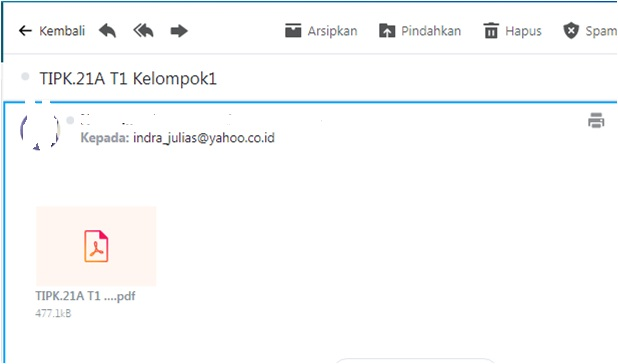 Kembali Arsipkan Pindahkan Hapus Spam
TIPK.21A T1 Kelompok1
Kepada: indra_julias@yahoo.co.id
TIPK.21A T1 ....pdf
477.1kB